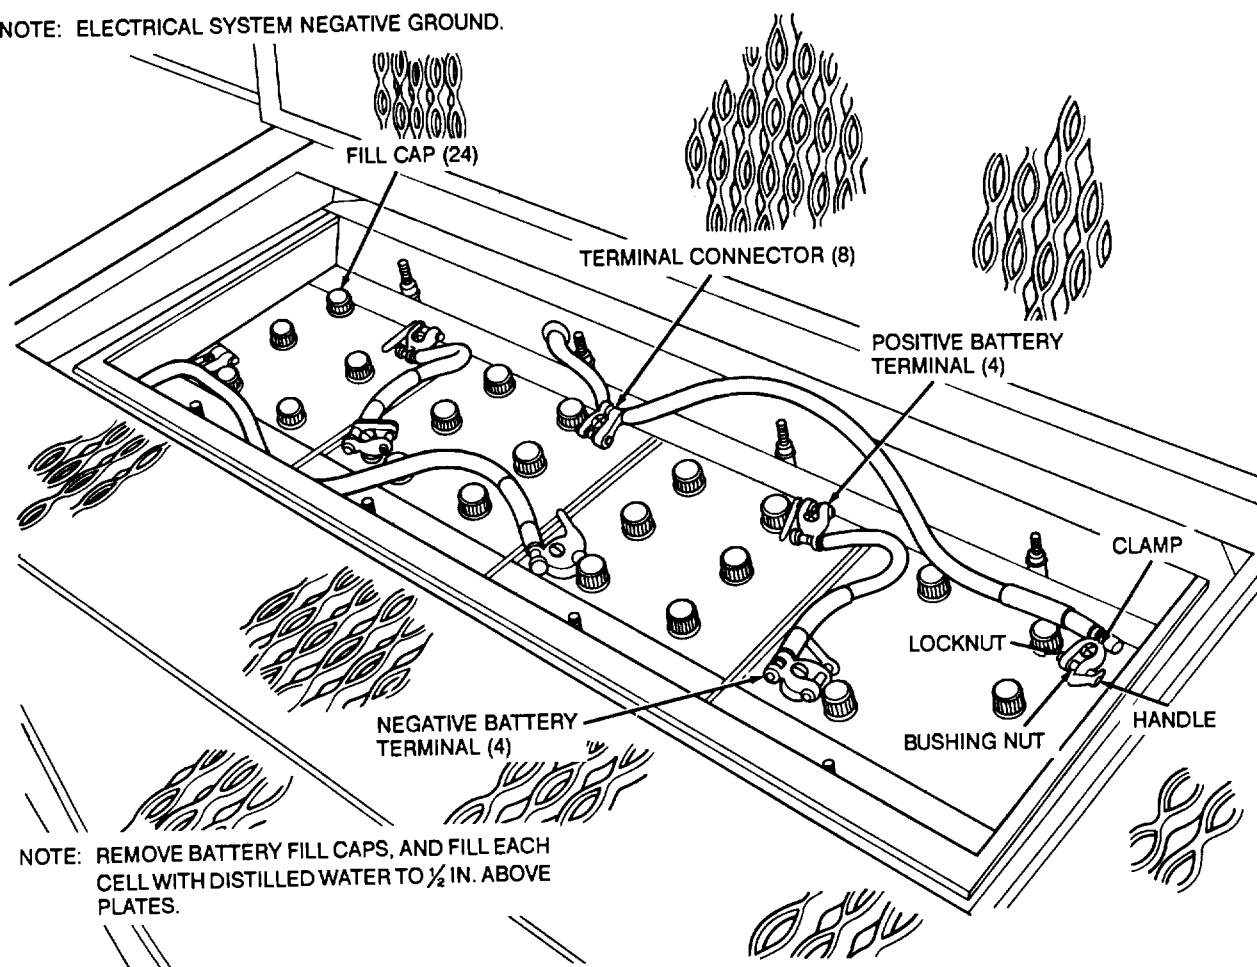 NOTE: ELECTRICAL SYSTEM NEGATIVE GROUND.
FILL CAP (24)
TERMINAL CONNECTOR (8)
POSITIVE BATTERY
TERMINAL (4)
CLAMP
LOCKNUT
HANDLE
BUSHING NUT
NEGATIVE BATTERY
TERMINAL (4)
NOTE: REMOVE BATTERY FILL CAPS, AND FILL EACH
CELL WITH DISTILLED WATER TO ½ IN. ABOVE
PLATES.